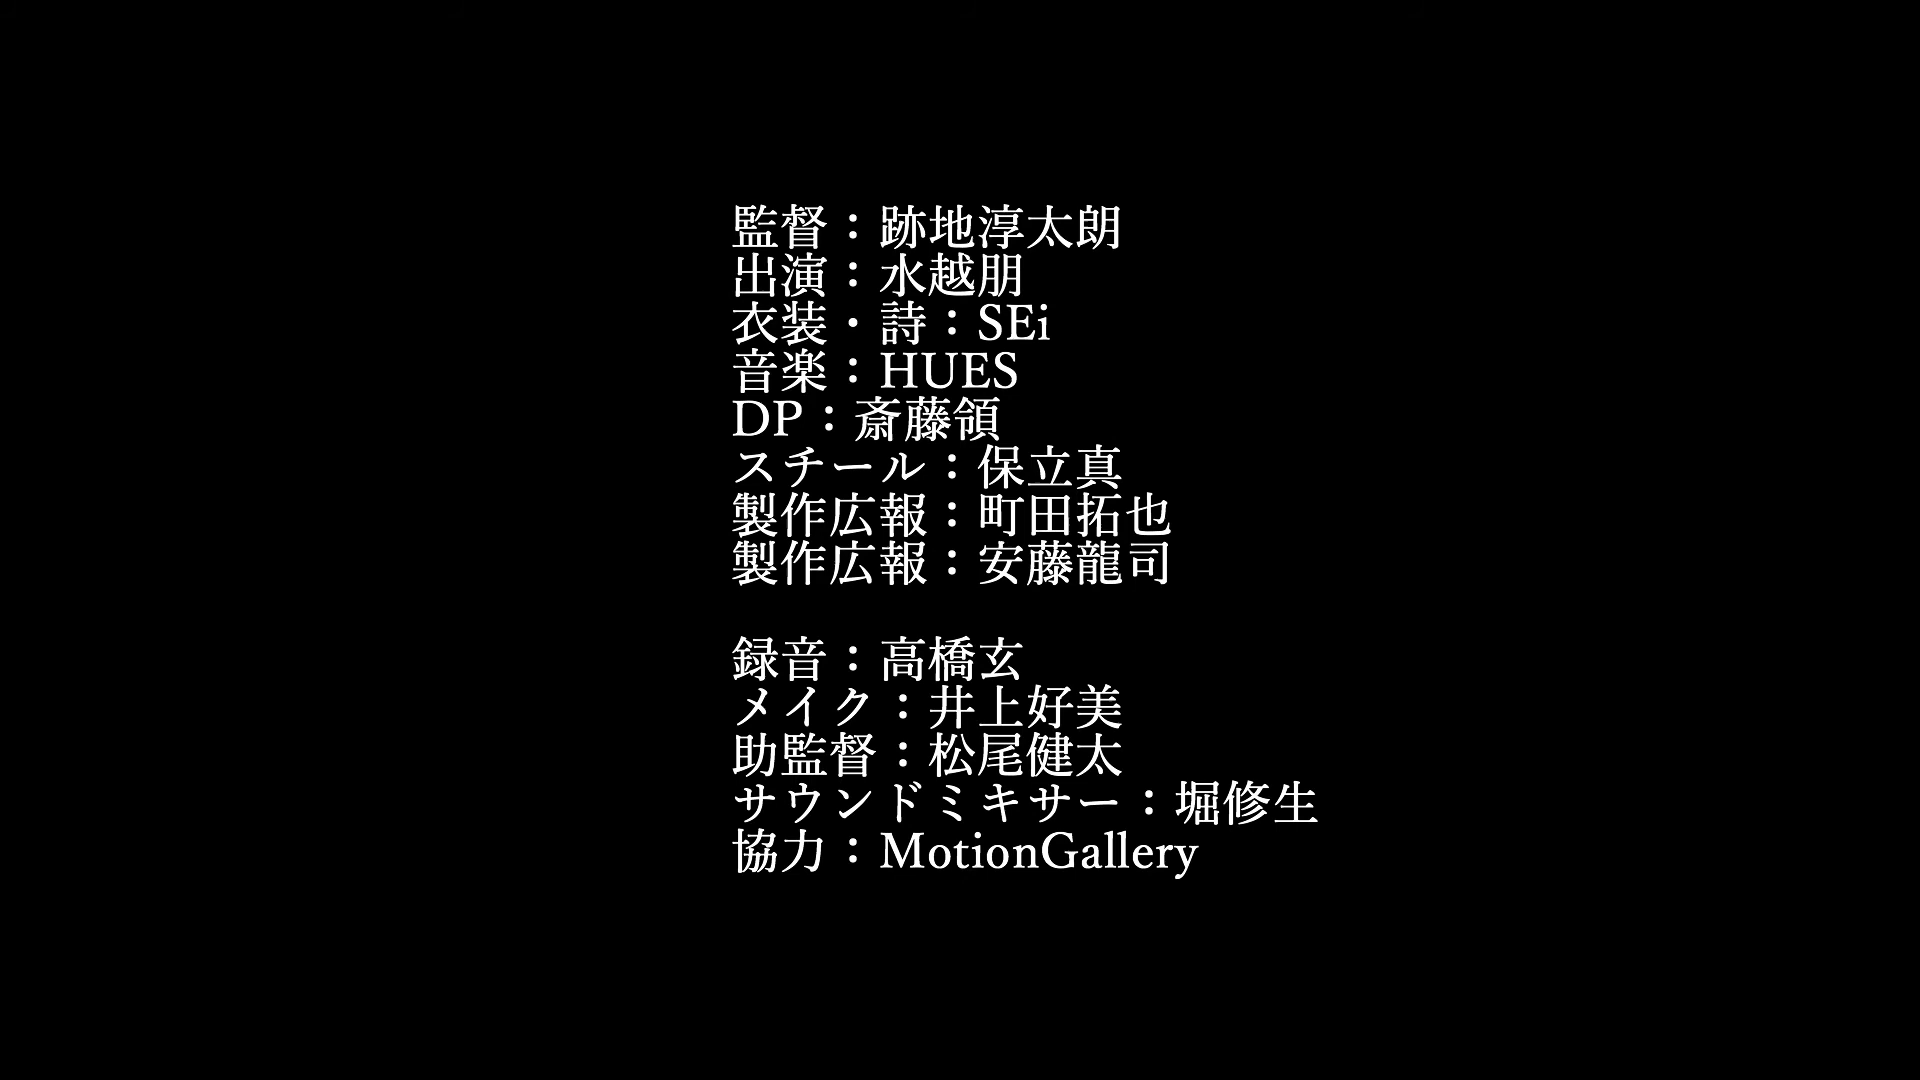 監督：跡地淳太朗
出演：水越朋
衣装・詩：SEi
音楽：HUES
DP：斎藤領
スチール：保立真
製作広報：町田拓也
製作広報：安藤龍司
録音：高橋玄
メイク：井上好美
助監督：松尾健太
サウンドミキサー：堀修生
協力：MotionGallery